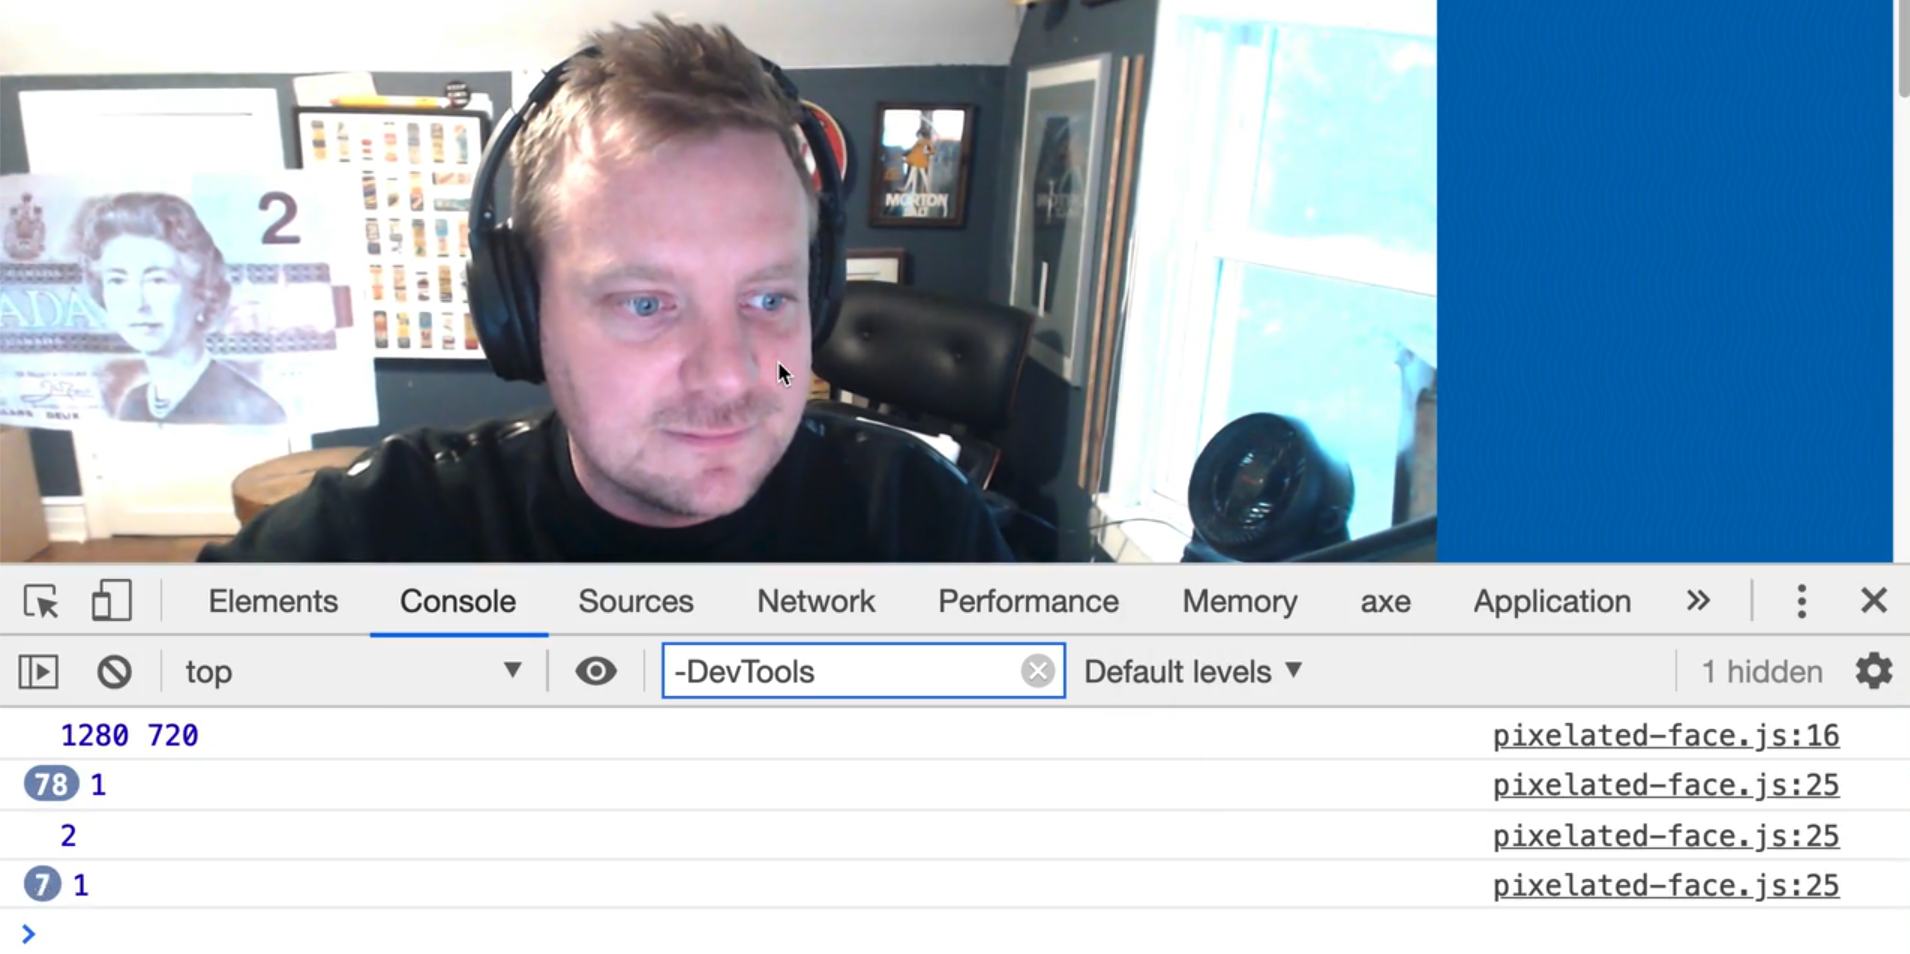 2
CANADA
ADA
MORTON
SALT
Elements Console Sources Network Performance Memory axe Application »
top ▼ -DevTools Default levels ▼ 1 hidden
1280 720 pixelated-face.js:16
78 1 pixelated-face.js:25
2 pixelated-face.js:25
7 1 pixelated-face.js:25